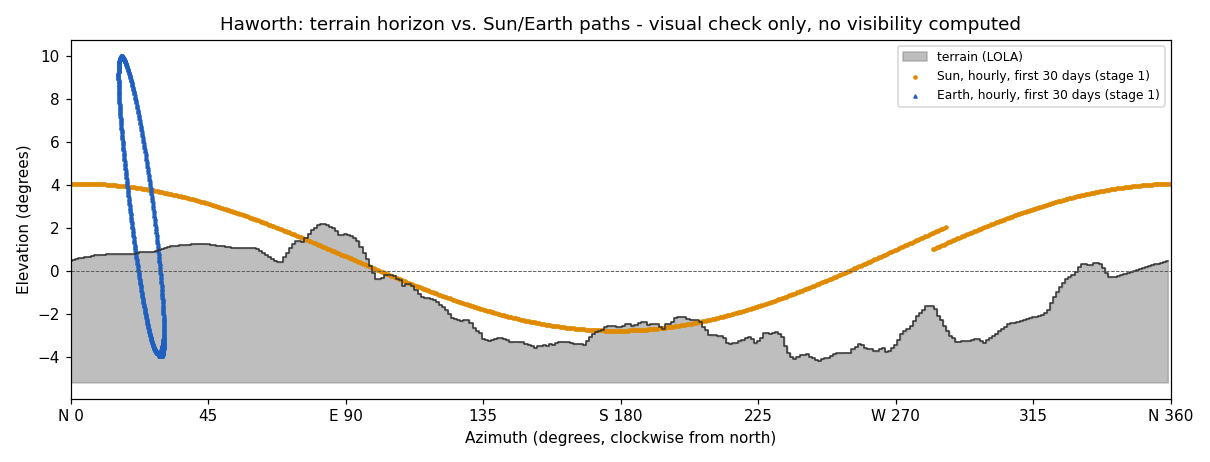 Haworth: terrain horizon vs. Sun/Earth paths - visual check only, no visibility computed
terrain (LOLA)
Sun, hourly, first 30 days (stage 1)
Earth, hourly, first 30 days (stage 1)
Elevation (degrees)
10
8
6
4
2
0
−2
−4
N 0
45
E 90
135
S 180
225
W 270
315
N 360
Azimuth (degrees, clockwise from north)